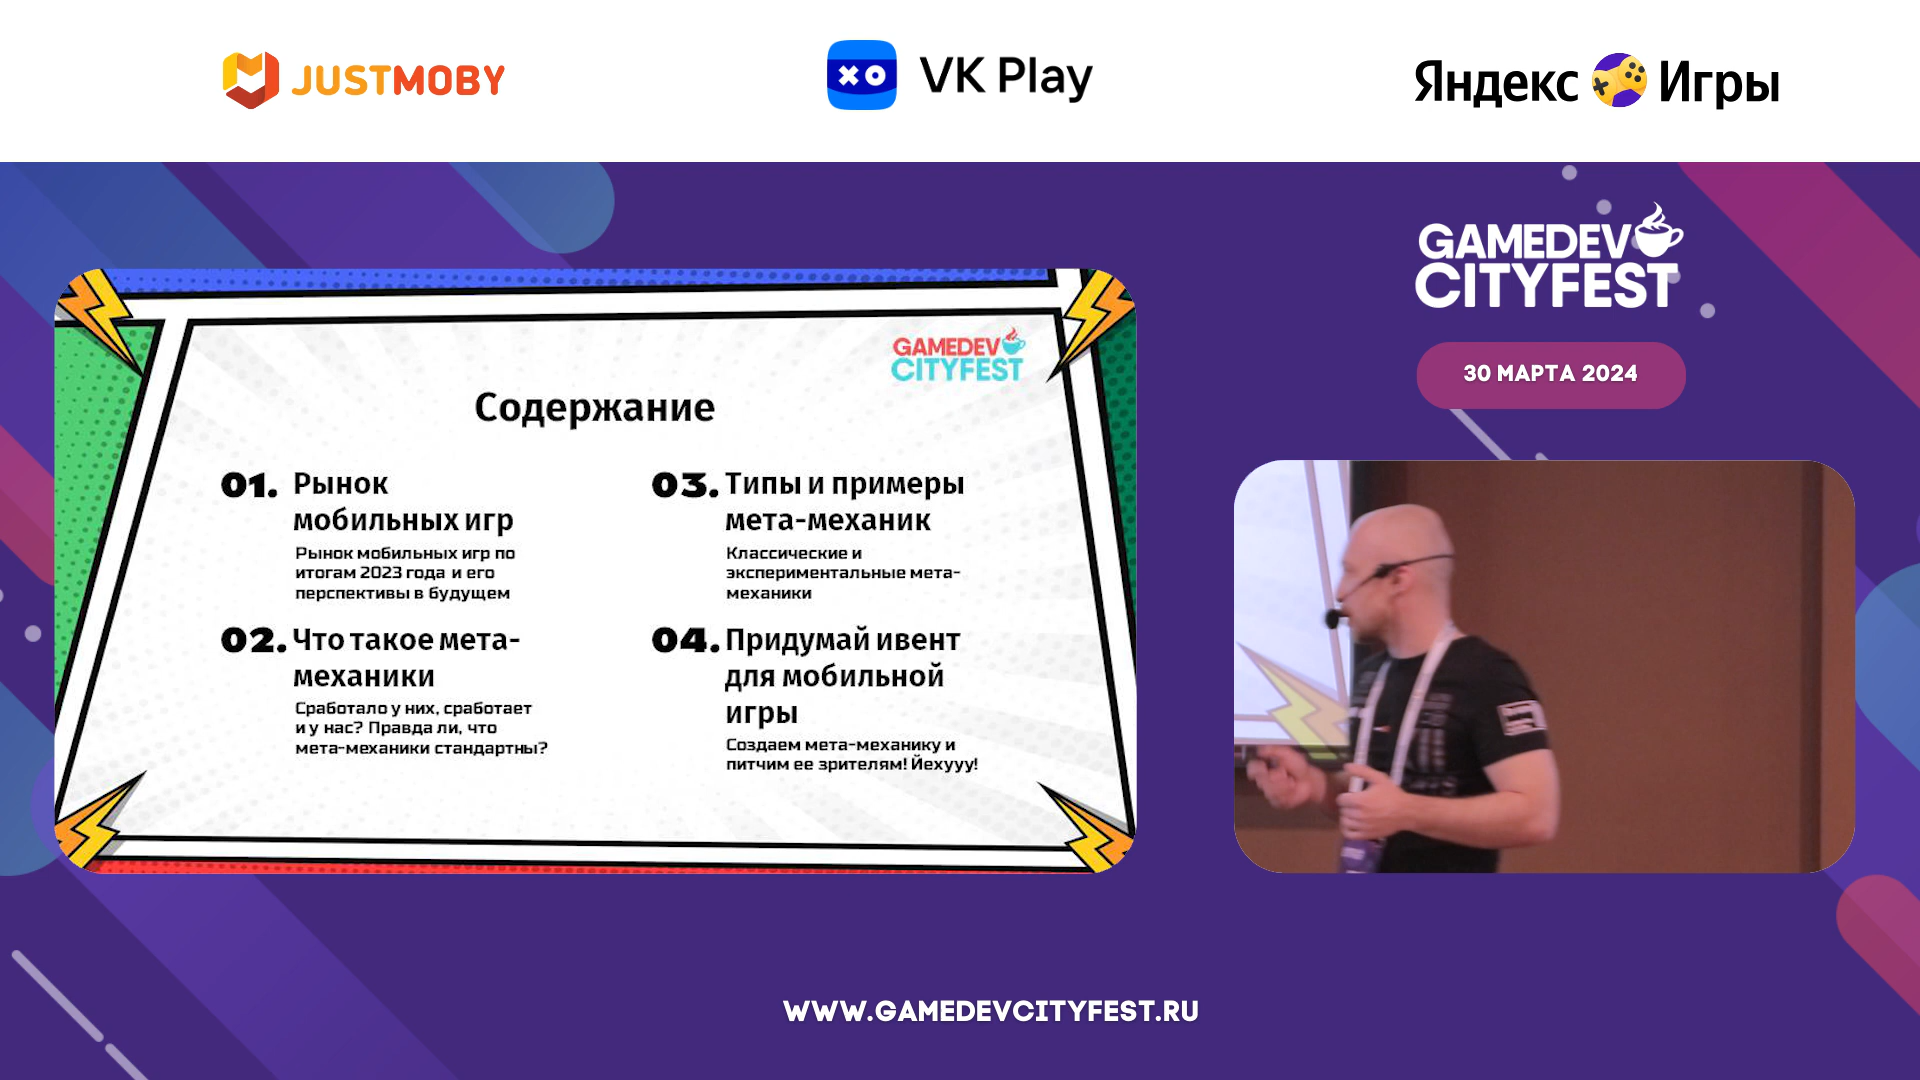 JUSTMOBY
VK Play
Яндекс Игры
GAMEDEV
CITYFEST
30 МАРТА 2024
GAMEDEV
CITYFEST
Содержание
01. Рынок
мобильных игр
Рынок мобильных игр по
итогам 2023 года и его
перспективы в будущем
02. Что такое мета-
механики
Сработало у них, сработает
и у нас? Правда ли, что
мета-механики стандартны?
03. Типы и примеры
мета-механик
Классические и
экспериментальные мета-
механики
04. Придумай ивент
для мобильной
игры
Создаем мета-механику и
питчим ее зрителям! Йехууу!
WWW.GAMEDEVCITYFEST.RU